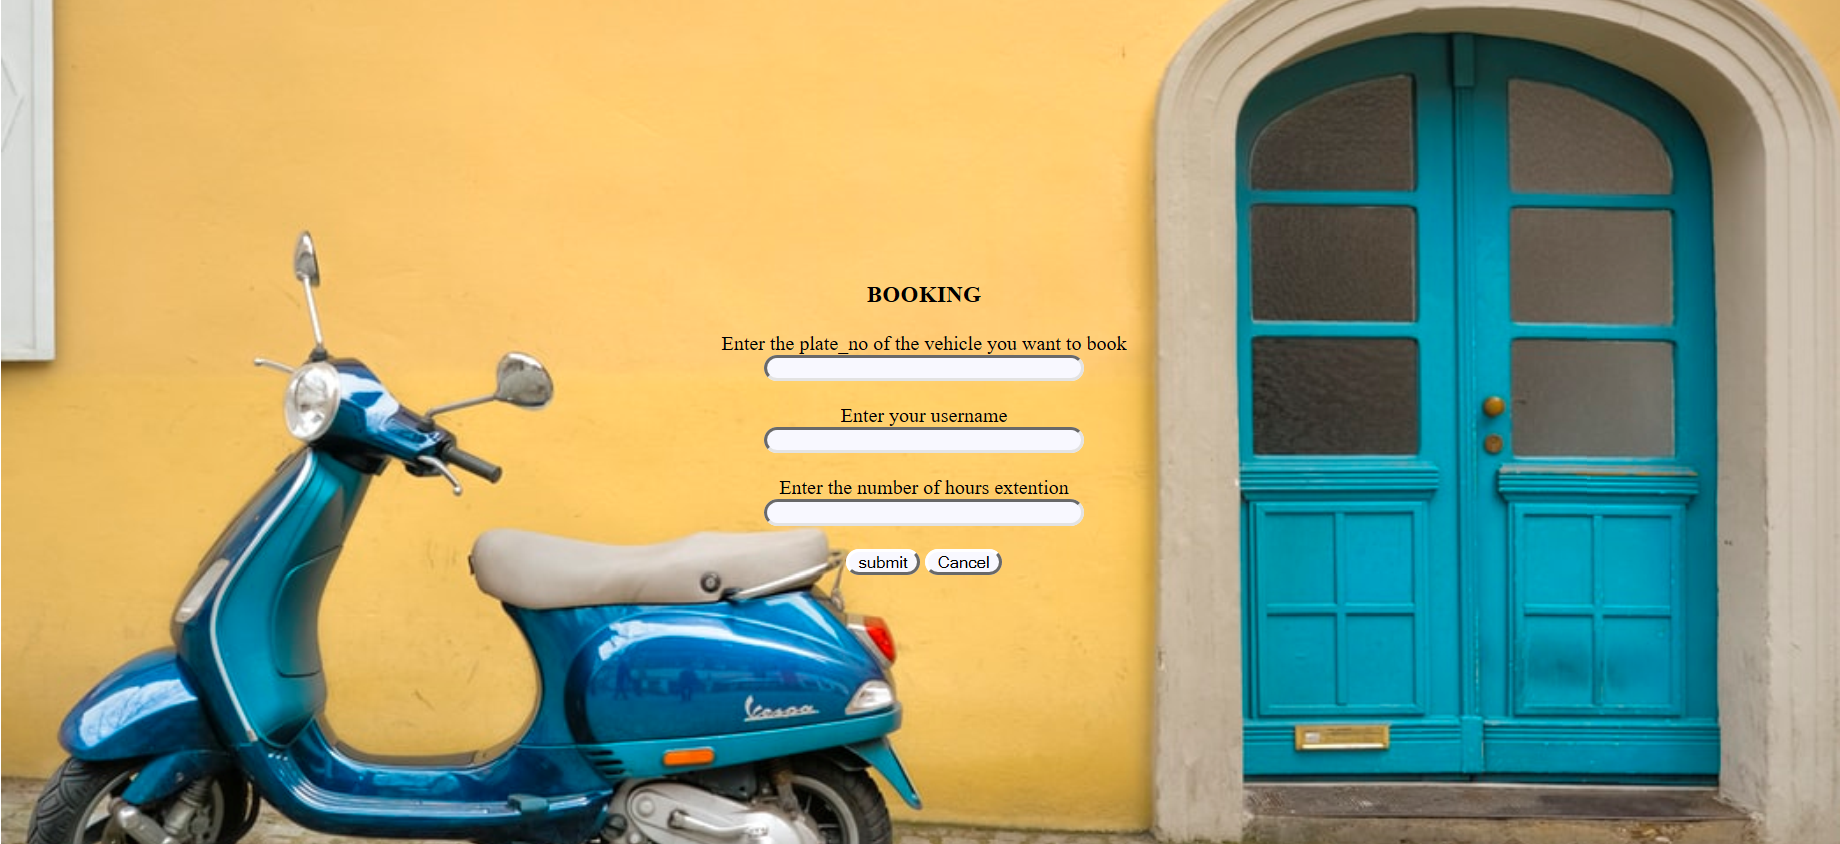 BOOKING
Enter the plate_no of the vehicle you want to book
Enter your username
Enter the number of hours extention
submit Cancel
Vespa